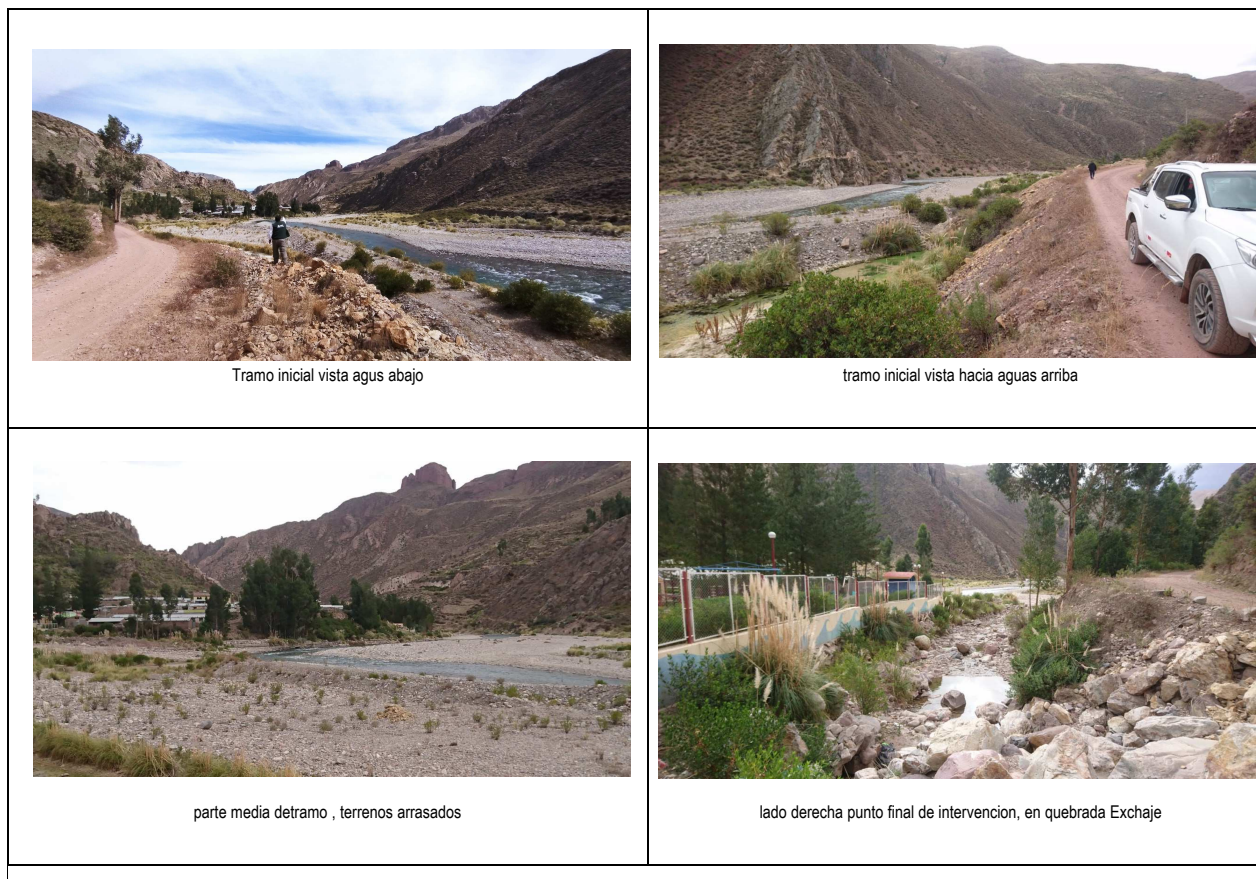 Tramo inicial vista agus abajo
tramo inicial vista hacia aguas arriba
parte media detramo , terrenos arrasados
lado derecha punto final de intervencion, en quebrada Exchaje